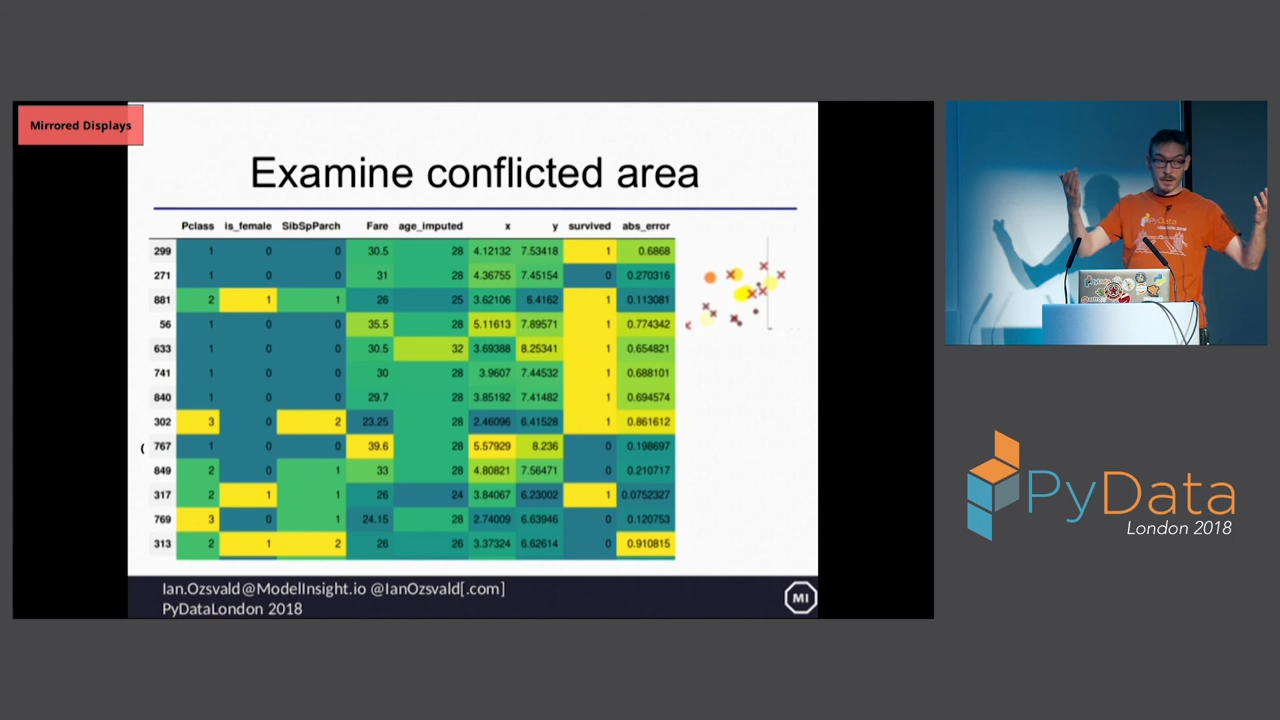 Mirrored Displays
Examine conflicted area
Pclass is_female SibSpParch Fare age_imputed x y survived abs_error
299 1 0 0 30.5 28 4.12132 7.53418 1 0.6868
271 1 0 0 31 28 4.36755 7.45154 0 0.270316
881 2 1 1 26 25 3.62106 6.4162 1 0.113081
56 1 0 0 35.5 28 5.11613 7.89571 1 0.774342
633 1 0 0 30.5 32 3.69388 8.25341 1 0.654821
741 1 0 0 30 28 3.9607 7.44532 1 0.688101
840 1 0 0 29.7 28 3.85192 7.41482 1 0.694574
302 3 0 2 23.25 28 2.46096 6.41528 1 0.861612
( 767 1 0 0 39.6 28 5.57929 8.236 0 0.198697
849 2 0 1 33 28 4.80821 7.56471 0 0.210717
317 2 1 1 26 24 3.84067 6.23002 1 0.0752327
769 3 0 1 24.15 28 2.74009 6.63946 0 0.120753
313 2 1 2 26 26 3.37324 6.62614 0 0.910815
Ian.Ozsvald@ModelInsight.io @IanOzsvald[.com]
PyDataLondon 2018
MI
PyData
PyData
London 2018